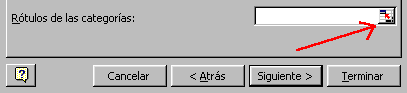 Rótulos de las categorías:
Cancelar < Atrás Siguiente > Terminar